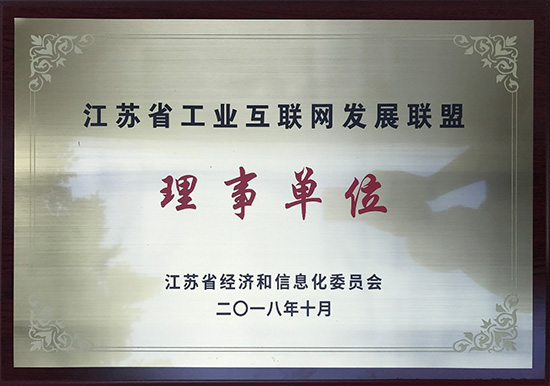 江苏省工业互联网发展联盟
理事单位
江苏省经济和信息化委员会
二〇一八年十月